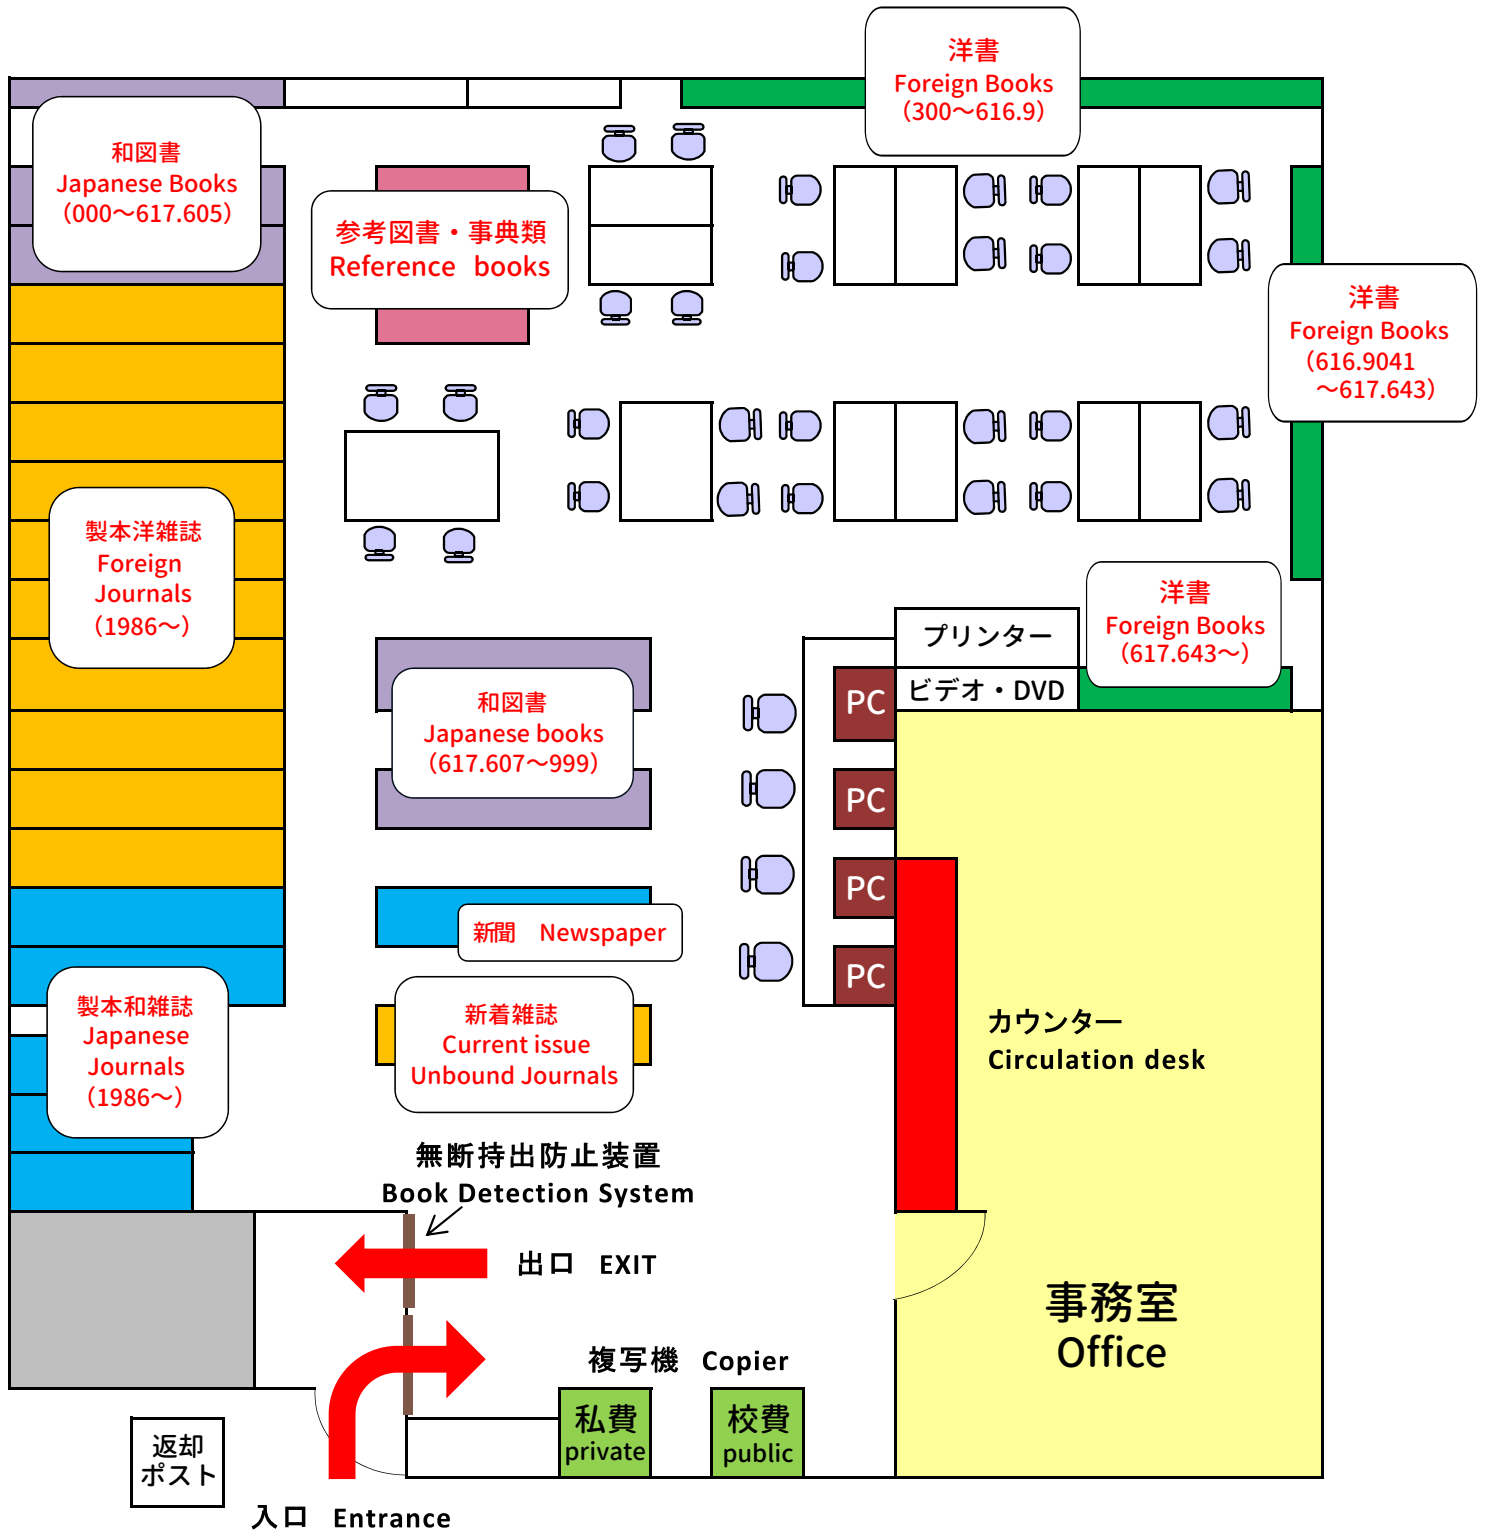 洋書
Foreign Books
（300～616.9）
和図書
Japanese Books
（000～617.605）
参考図書・事典類
Reference books
洋書
Foreign Books
（616.9041
～617.643）
製本洋雑誌
Foreign
Journals
（1986～）
洋書
Foreign Books
（617.643～）
プリンター
ビデオ・DVD
PC
PC
PC
PC
和図書
Japanese books
（617.607～999）
新聞 Newspaper
製本和雑誌
Japanese
Journals
（1986～）
新着雑誌
Current issue
Unbound Journals
カウンター
Circulation desk
無断持出防止装置
Book Detection System
出口 EXIT
事務室
Office
複写機 Copier
私費
private
校費
public
返却
ポスト
入口 Entrance